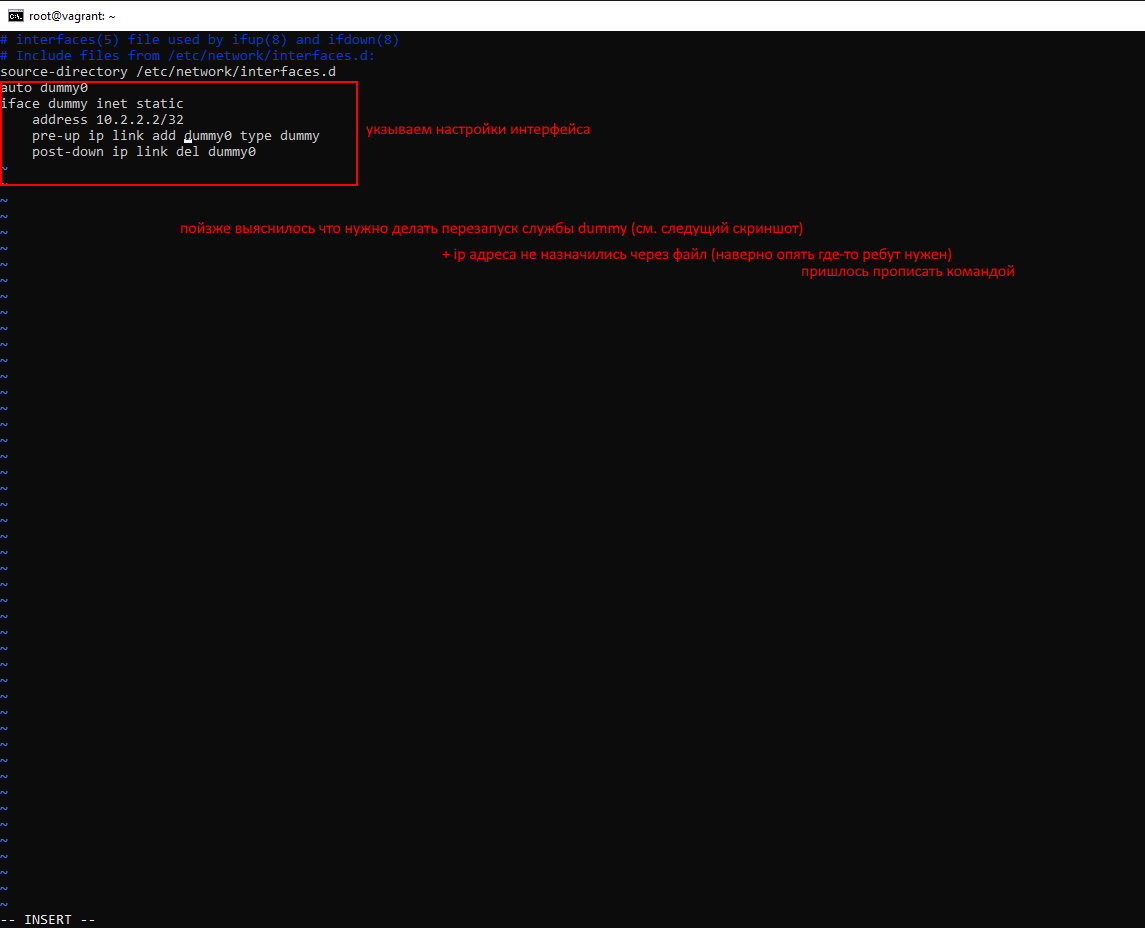 root@vagrant: ~
# interfaces(5) file used by ifup(8) and ifdown(8)
# Include files from /etc/network/interfaces.d:
source-directory /etc/network/interfaces.d
auto dummy0
iface dummy inet static
address 10.2.2.2/32
pre-up ip link add dummy0 type dummy
post-down ip link del dummy0
укзываем настройки интерфейса
пойзже выяснилось что нужно делать перезапуск службы dummy (см. следущий скриншот)
+ ip адреса не назначились через файл (наверно опять где-то ребут нужен)
пришлось прописать командой
-- INSERT --